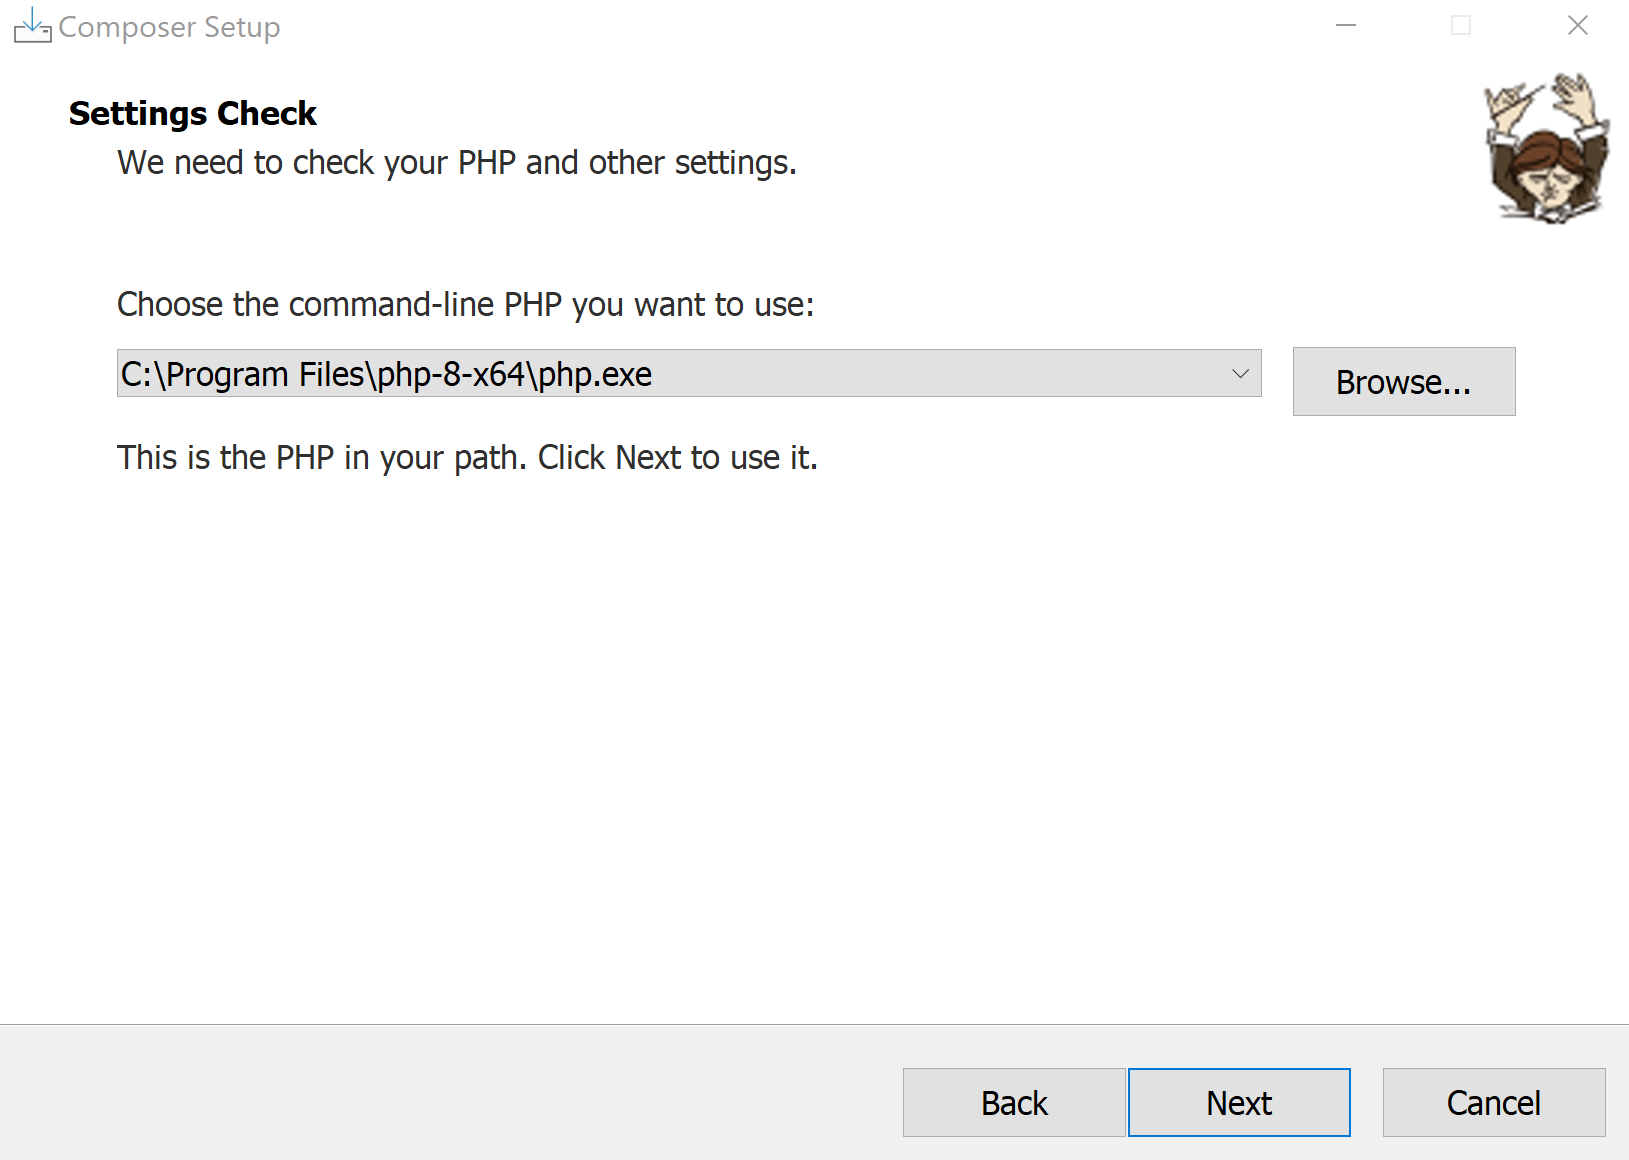 Composer Setup
Settings Check
We need to check your PHP and other settings.
Choose the command-line PHP you want to use:
C:\Program Files\php-8-x64\php.exe
Browse...
This is the PHP in your path. Click Next to use it.
Back
Next
Cancel